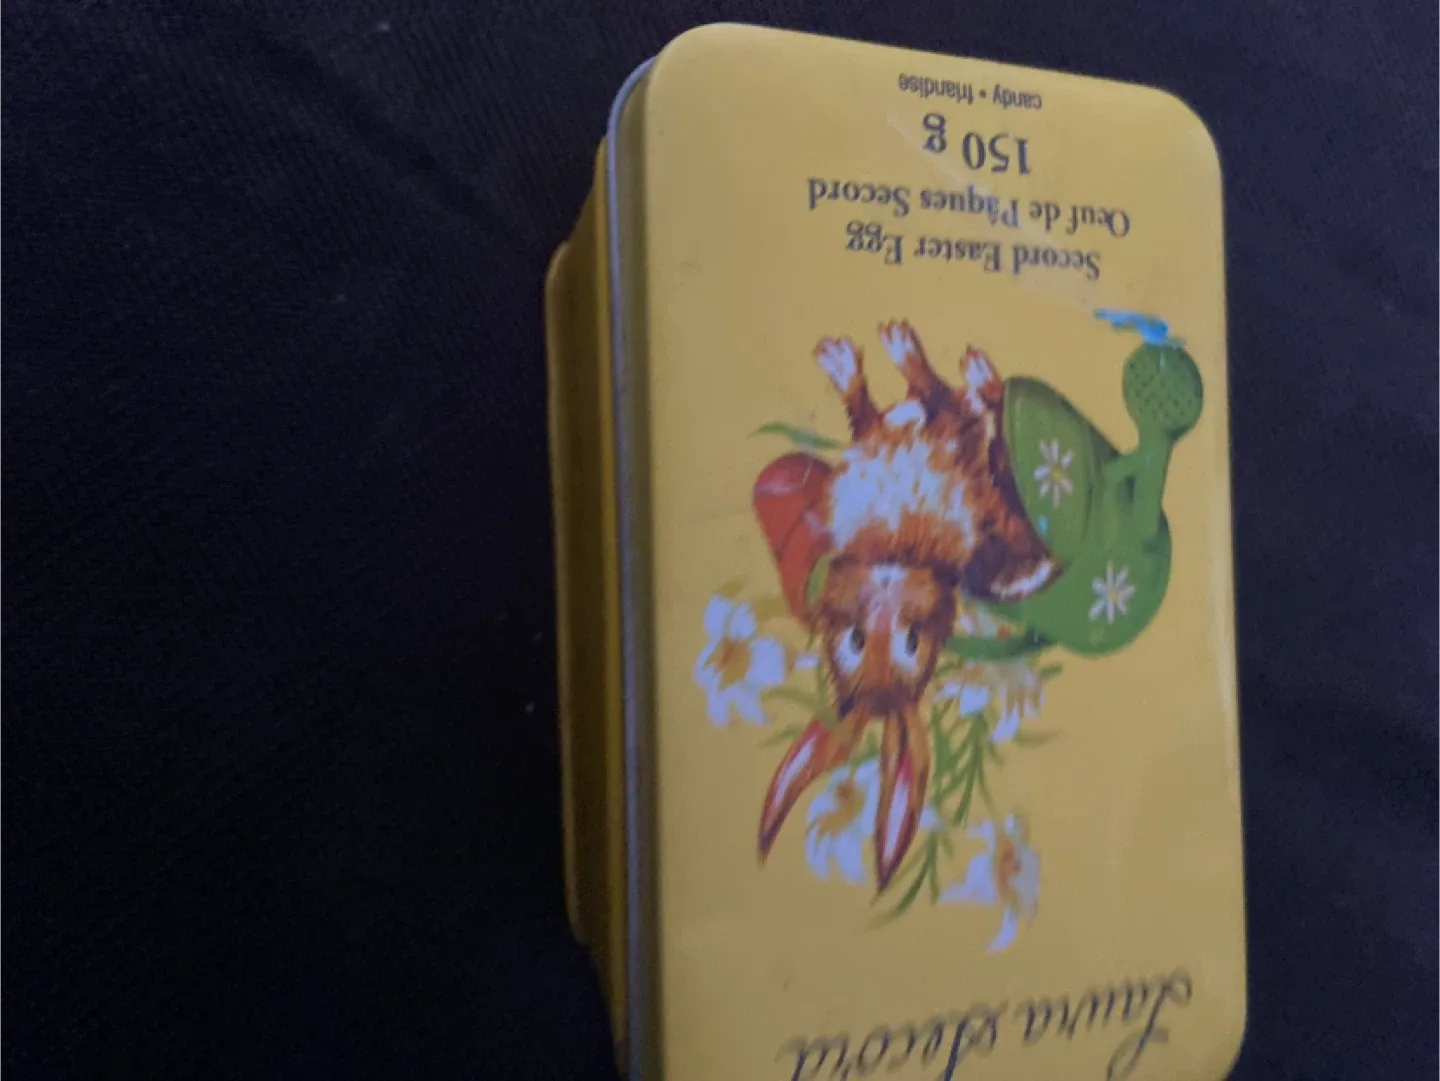 Laura Secord
Secord Easter Egg
Oeuf de Pâques Secord
150 g
candy • friandise